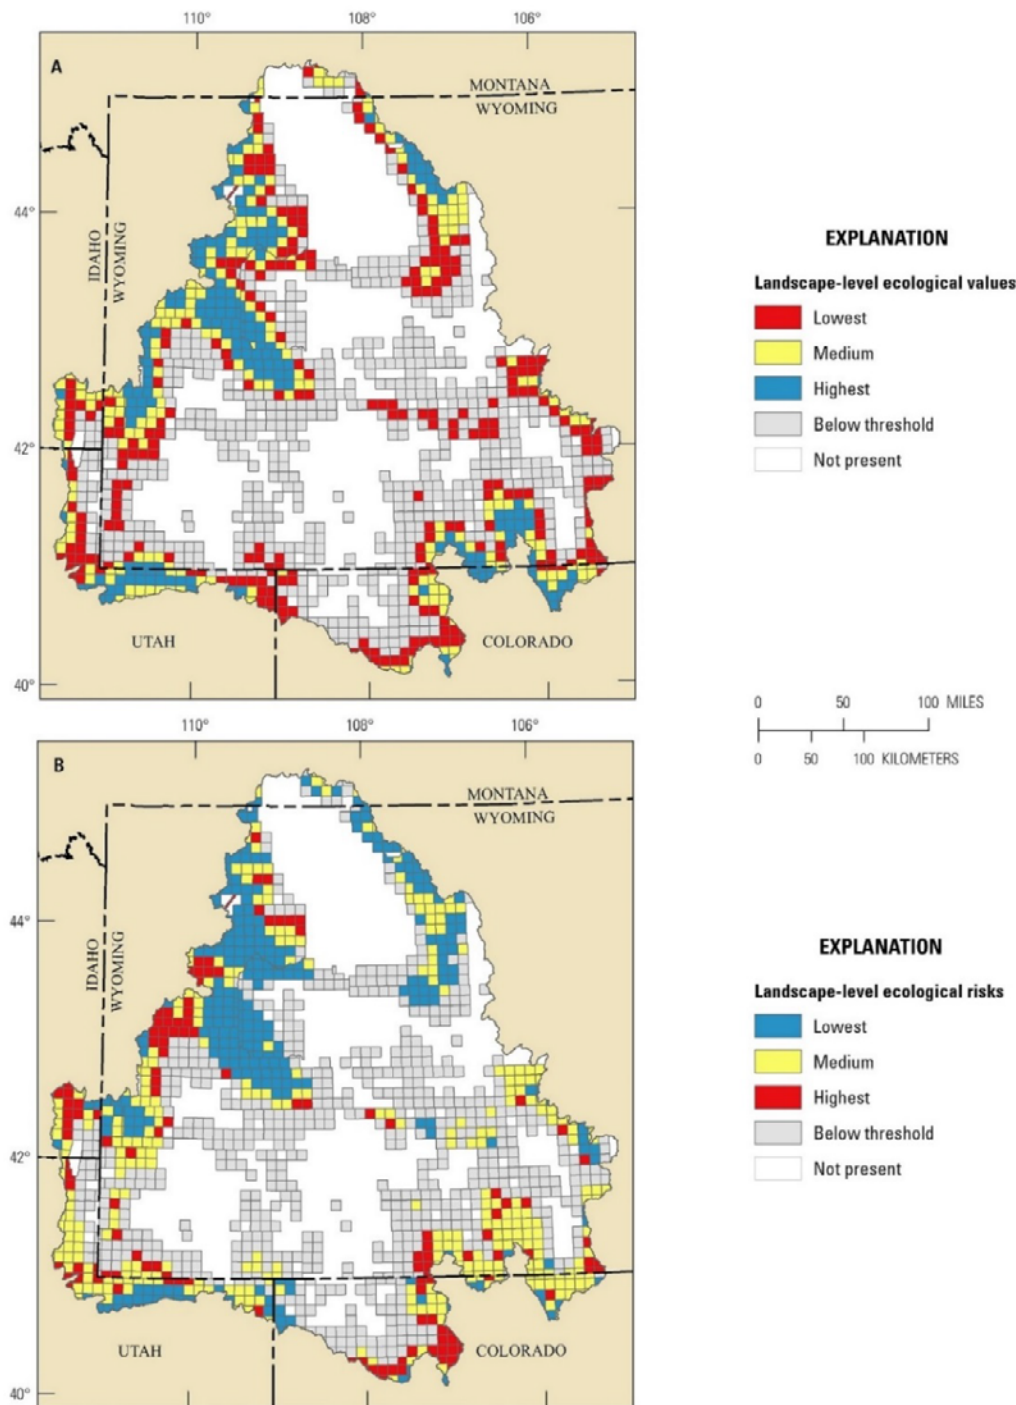 110° 108° 106°
A
MONTANA
WYOMING
44°
IDAHO
WYOMING
42°
UTAH
COLORADO
40°
EXPLANATION
Landscape-level ecological values
Lowest
Medium
Highest
Below threshold
Not present
0 50 100 MILES
0 50 100 KILOMETERS
110° 108° 106°
B
MONTANA
WYOMING
44°
IDAHO
WYOMING
42°
UTAH
COLORADO
40°
EXPLANATION
Landscape-level ecological risks
Lowest
Medium
Highest
Below threshold
Not present